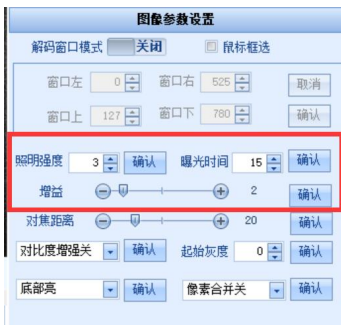 图像参数设置
解码窗口模式 关闭 鼠标框选
窗口左 0 窗口右 525 取消
窗口上 127 窗口下 780 确认
照明强度 3 确认 曝光时间 15 确认
增益 2 确认
对焦距离 20 确认
对比度增强关 确认 起始灰度 0 确认
底部亮 确认 像素合并关 确认